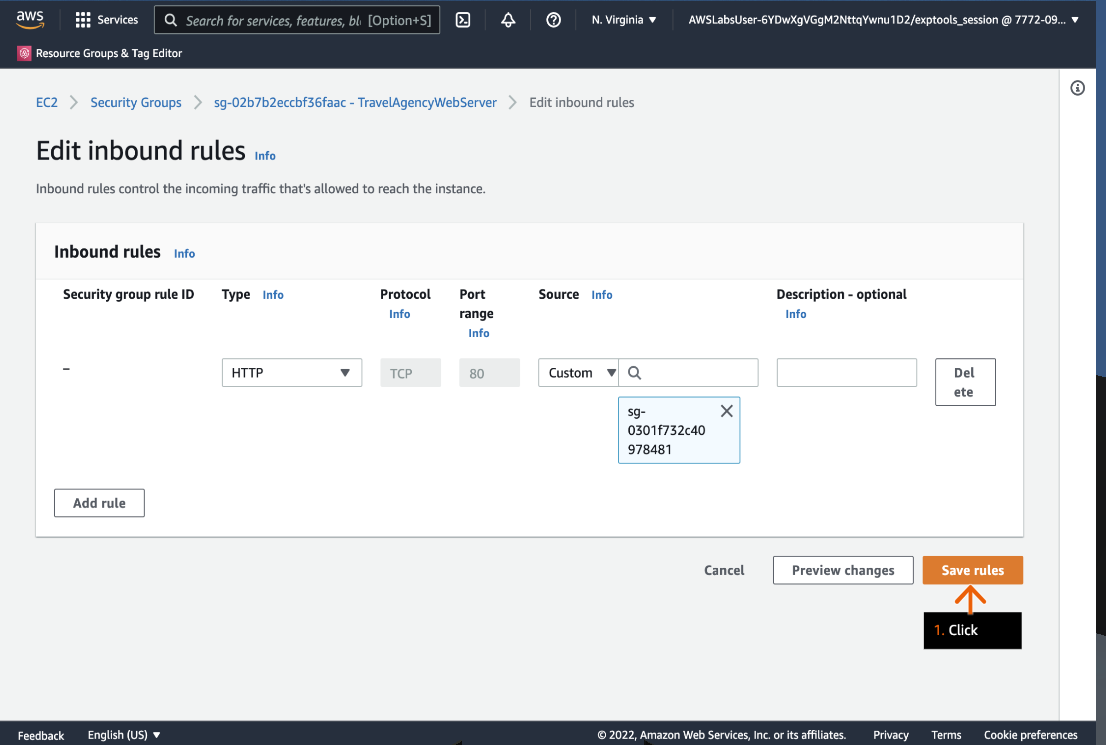 aws
Services
Search for services, features, bl [Option+S]
N. Virginia ▼
AWSLabsUser-6YDwXgVGgM2NttqYwnu1D2/exptools_session @ 7772-09... ▼
Resource Groups & Tag Editor
EC2 > Security Groups > sg-02b7b2eccbf36faac - TravelAgencyWebServer > Edit inbound rules
Edit inbound rules Info
Inbound rules control the incoming traffic that's allowed to reach the instance.
Inbound rules Info
Security group rule ID
Type Info
Protocol
Info
Port
range
Info
Source Info
Description - optional
Info
–
HTTP ▼
TCP
80
Custom ▼
sg-
0301f732c40
978481
Del
ete
Add rule
Cancel
Preview changes
Save rules
1. Click
Feedback
English (US) ▼
© 2022, Amazon Web Services, Inc. or its affiliates.
Privacy
Terms
Cookie preferences